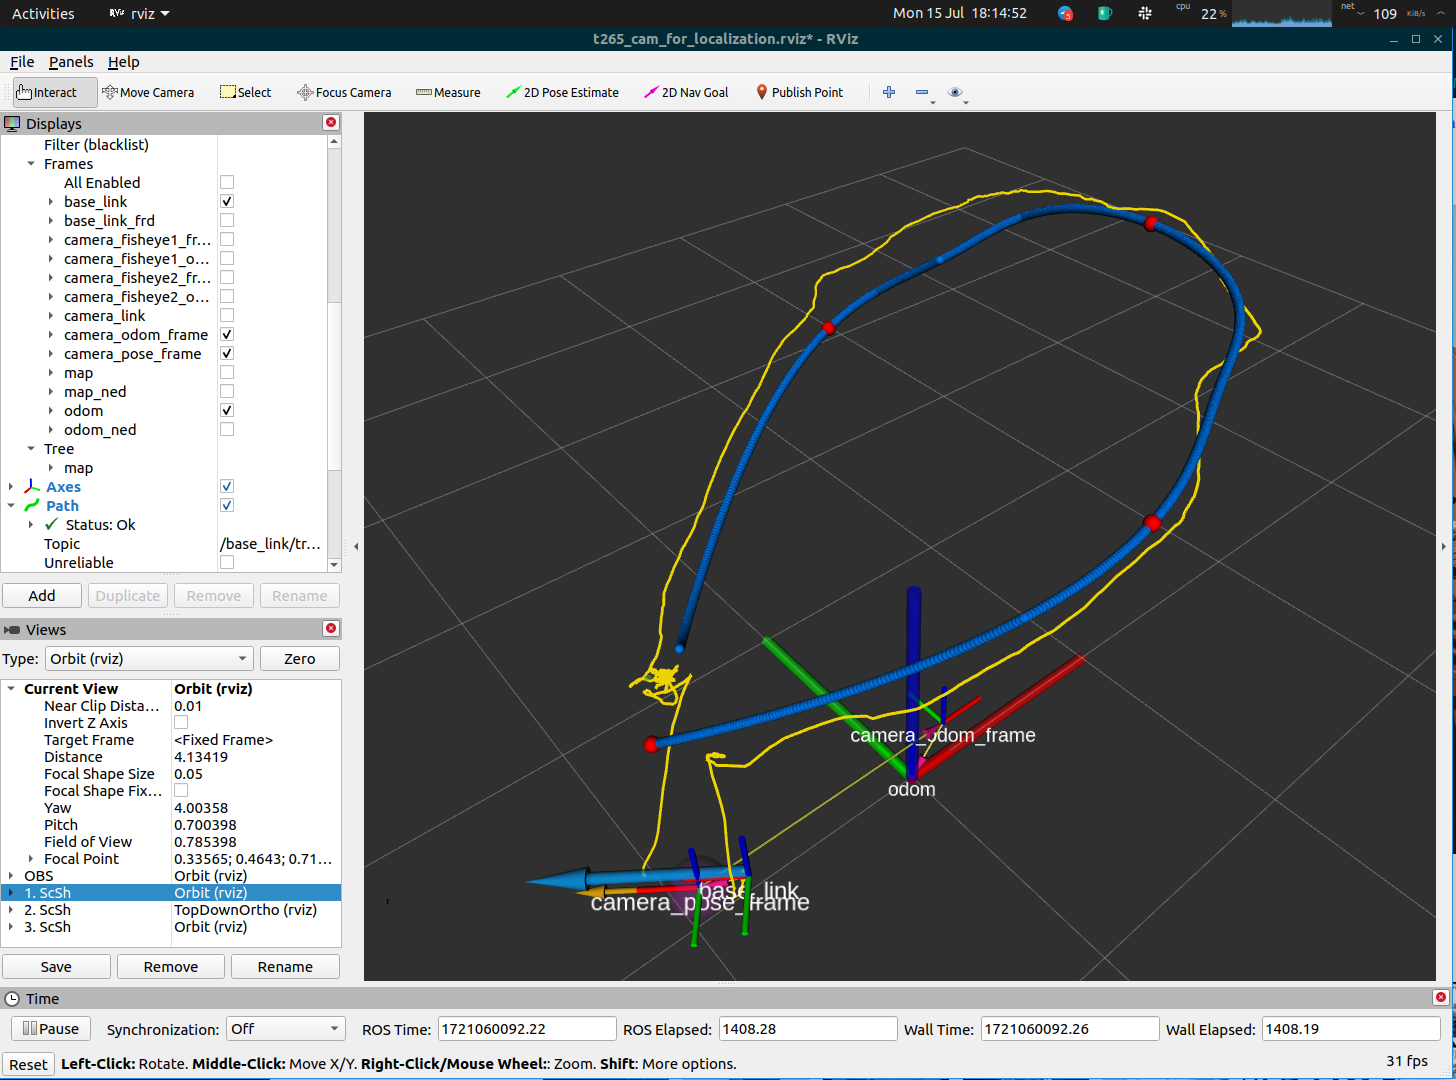 Activities rviz Mon 15 Jul 18:14:52 5 cpu 22 % net 109 KiB/s
t265_cam_for_localization.rviz* - RViz
File Panels Help
Interact Move Camera Select Focus Camera Measure 2D Pose Estimate 2D Nav Goal Publish Point
Displays
Filter (blacklist)
Frames
All Enabled
base_link
base_link_frd
camera_fisheye1_fr...
camera_fisheye1_o...
camera_fisheye2_fr...
camera_fisheye2_o...
camera_link
camera_odom_frame
camera_pose_frame
map
map_ned
odom
odom_ned
Tree
map
Axes
Path
Status: Ok
Topic /base_link/tr...
Unreliable
Add Duplicate Remove Rename
Views
Type: Orbit (rviz) Zero
Current View Orbit (rviz)
Near Clip Dista... 0.01
Invert Z Axis
Target Frame <Fixed Frame>
Distance 4.13419
Focal Shape Size 0.05
Focal Shape Fix...
Yaw 4.00358
Pitch 0.700398
Field of View 0.785398
Focal Point 0.33565; 0.4643; 0.71...
OBS Orbit (rviz)
1. ScSh Orbit (rviz)
2. ScSh TopDownOrtho (rviz)
3. ScSh Orbit (rviz)
Save Remove Rename
camera_odom_frame
odom
base_link
camera_pose_frame
Time
Pause Synchronization: Off ROS Time: 1721060092.22 ROS Elapsed: 1408.28 Wall Time: 1721060092.26 Wall Elapsed: 1408.19
Reset Left-Click: Rotate. Middle-Click: Move X/Y. Right-Click/Mouse Wheel:: Zoom. Shift: More options. 31 fps